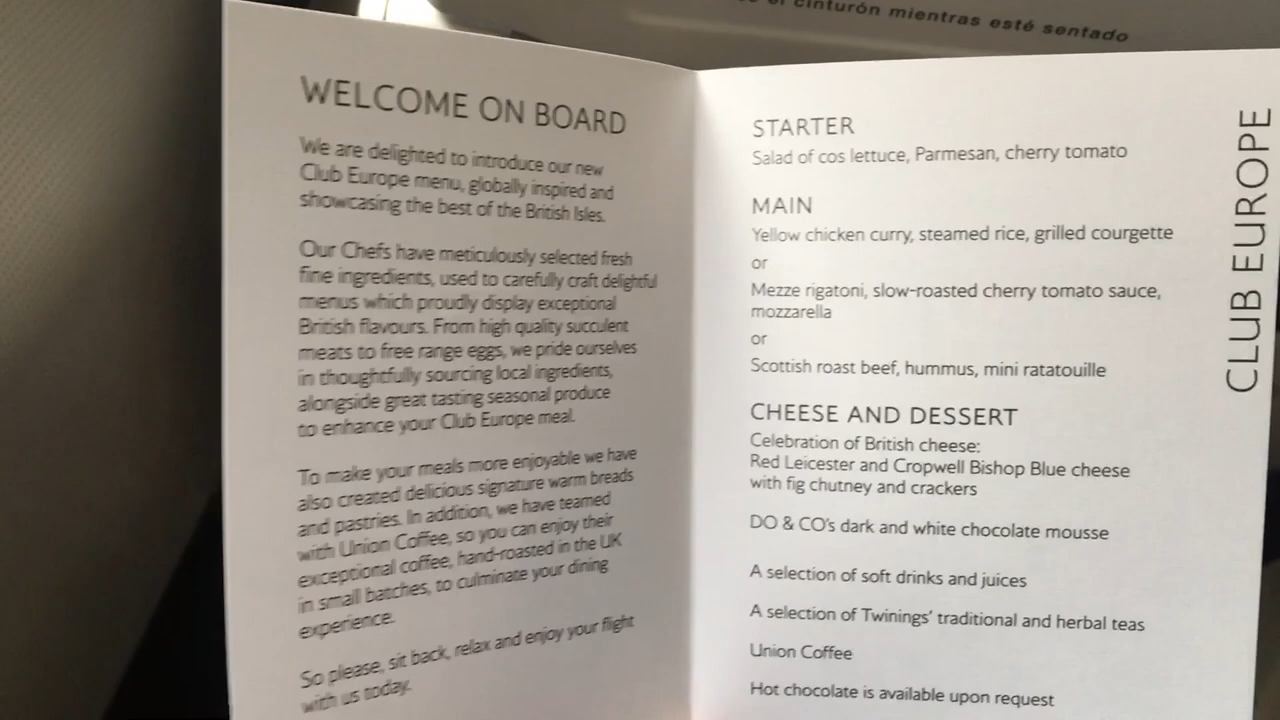 el cinturón mientras esté sentado
WELCOME ON BOARD
We are delighted to introduce our new
Club Europe menu, globally inspired and
showcasing the best of the British Isles.
Our Chefs have meticulously selected fresh
fine ingredients, used to carefully craft delightful
menus which proudly display exceptional
British flavours. From high quality succulent
meats to free range eggs, we pride ourselves
in thoughtfully sourcing local ingredients,
alongside great tasting seasonal produce
to enhance your Club Europe meal.
To make your meals more enjoyable we have
also created delicious signature warm breads
and pastries. In addition, we have teamed
with Union Coffee, so you can enjoy their
exceptional coffee, hand-roasted in the UK
in small batches, to culminate your dining
experience.
So please, sit back, relax and enjoy your flight
with us today.
STARTER
Salad of cos lettuce, Parmesan, cherry tomato
MAIN
Yellow chicken curry, steamed rice, grilled courgette
or
Mezze rigatoni, slow-roasted cherry tomato sauce,
mozzarella
or
Scottish roast beef, hummus, mini ratatouille
CHEESE AND DESSERT
Celebration of British cheese:
Red Leicester and Cropwell Bishop Blue cheese
with fig chutney and crackers
DO & CO's dark and white chocolate mousse
A selection of soft drinks and juices
A selection of Twinings' traditional and herbal teas
Union Coffee
Hot chocolate is available upon request
CLUB EUROPE